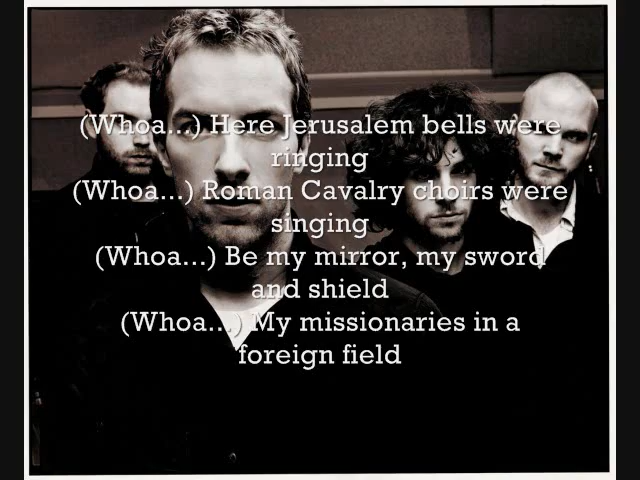 (Whoa...) Here Jerusalem bells were
ringing
(Whoa...) Roman Cavalry choirs were
singing
(Whoa...) Be my mirror, my sword
and shield
(Whoa...) My missionaries in a
foreign field